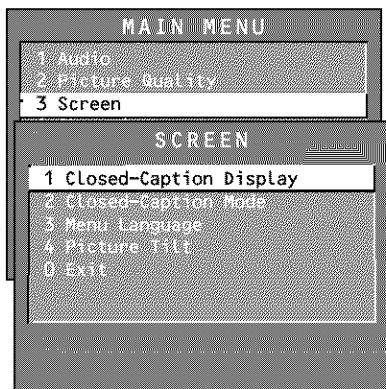 MAIN MENU
1 Audio
2 Picture Quality
3 Screen
SCREEN
1 Closed-Caption Display
2 Closed-Caption Mode
3 Menu Language
4 Picture Tilt
0 Exit